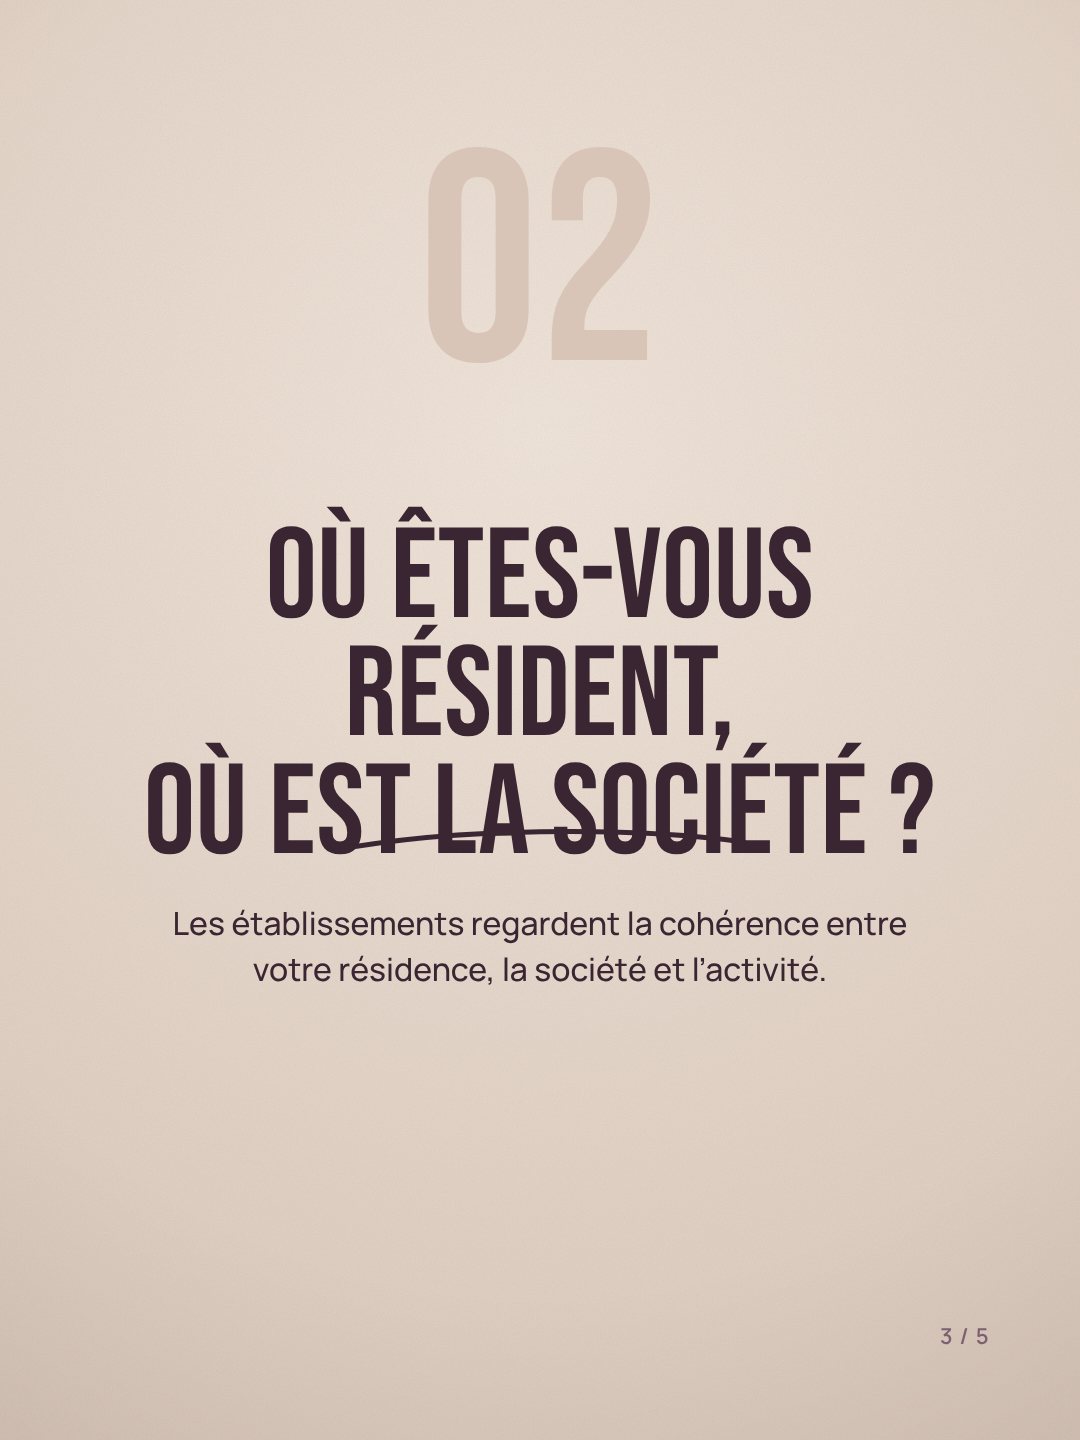 02
OÙ ÊTES-VOUS
RÉSIDENT,
OÙ EST LA SOCIÉTÉ ?
Les établissements regardent la cohérence entre
votre résidence, la société et l’activité.
3 / 5